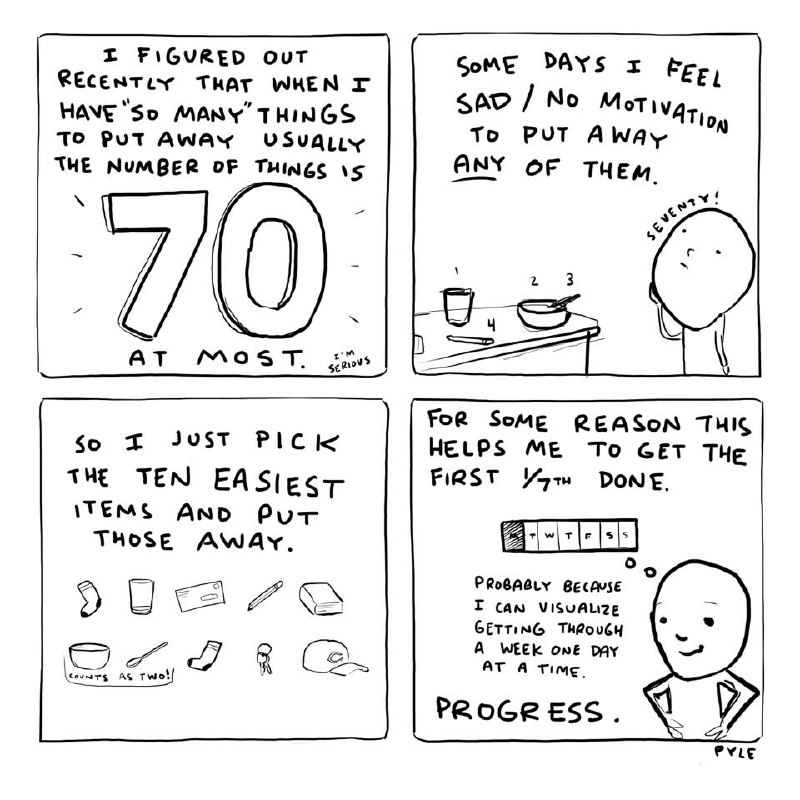 I FIGURED OUT
RECENTLY THAT WHEN I
HAVE "SO MANY" THINGS
TO PUT AWAY USUALLY
THE NUMBER OF THINGS IS
70
AT MOST.
I'M
SERIOUS
SOME DAYS I FEEL
SAD / NO MOTIVATION
TO PUT AWAY
ANY OF THEM.
SEVENTY!
1
2 3
4
SO I JUST PICK
THE TEN EASIEST
ITEMS AND PUT
THOSE AWAY.
C
COUNTS AS TWO!
FOR SOME REASON THIS
HELPS ME TO GET THE
FIRST 1/7TH DONE.
M T W T F S S
PROBABLY BECAUSE
I CAN VISUALIZE
GETTING THROUGH
A WEEK ONE DAY
AT A TIME.
PROGRESS.
PYLE